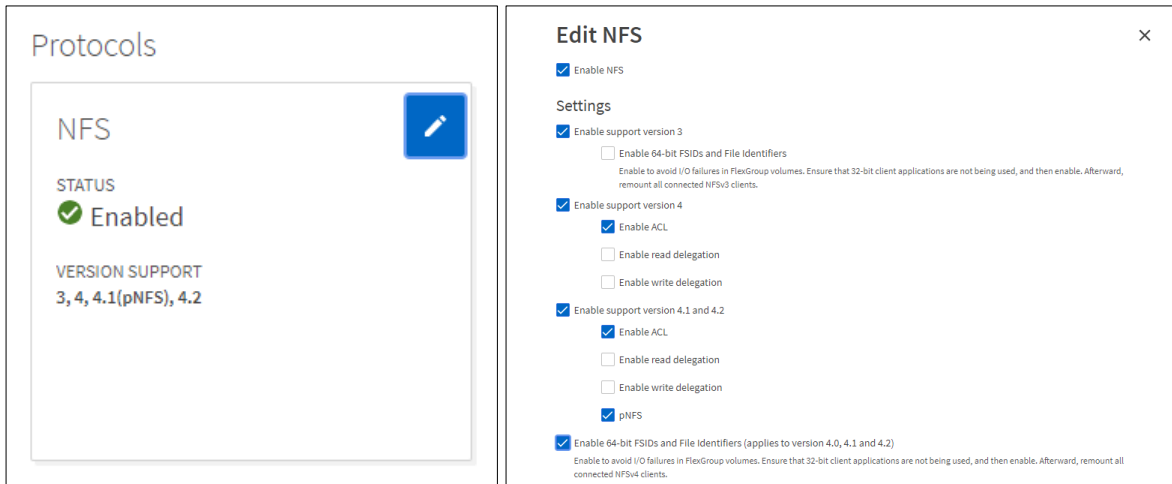 Protocols
NFS
STATUS
Enabled
VERSION SUPPORT
3, 4, 4.1(pNFS), 4.2
Edit NFS
Enable NFS
Settings
Enable support version 3
Enable 64-bit FSIDs and File Identifiers
Enable to avoid I/O failures in FlexGroup volumes. Ensure that 32-bit client applications are not being used, and then enable. Afterward,
remount all connected NFSv3 clients.
Enable support version 4
Enable ACL
Enable read delegation
Enable write delegation
Enable support version 4.1 and 4.2
Enable ACL
Enable read delegation
Enable write delegation
pNFS
Enable 64-bit FSIDs and File Identifiers (applies to version 4.0, 4.1 and 4.2)
Enable to avoid I/O failures in FlexGroup volumes. Ensure that 32-bit client applications are not being used, and then enable. Afterward, remount all
connected NFSv4 clients.